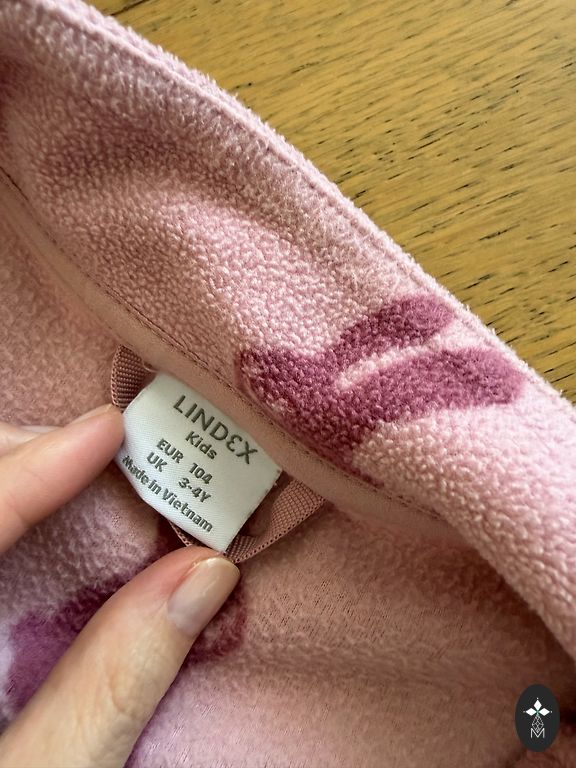 LINDEX
Kids
EUR 104
UK 3-4Y
Made in Vietnam
M